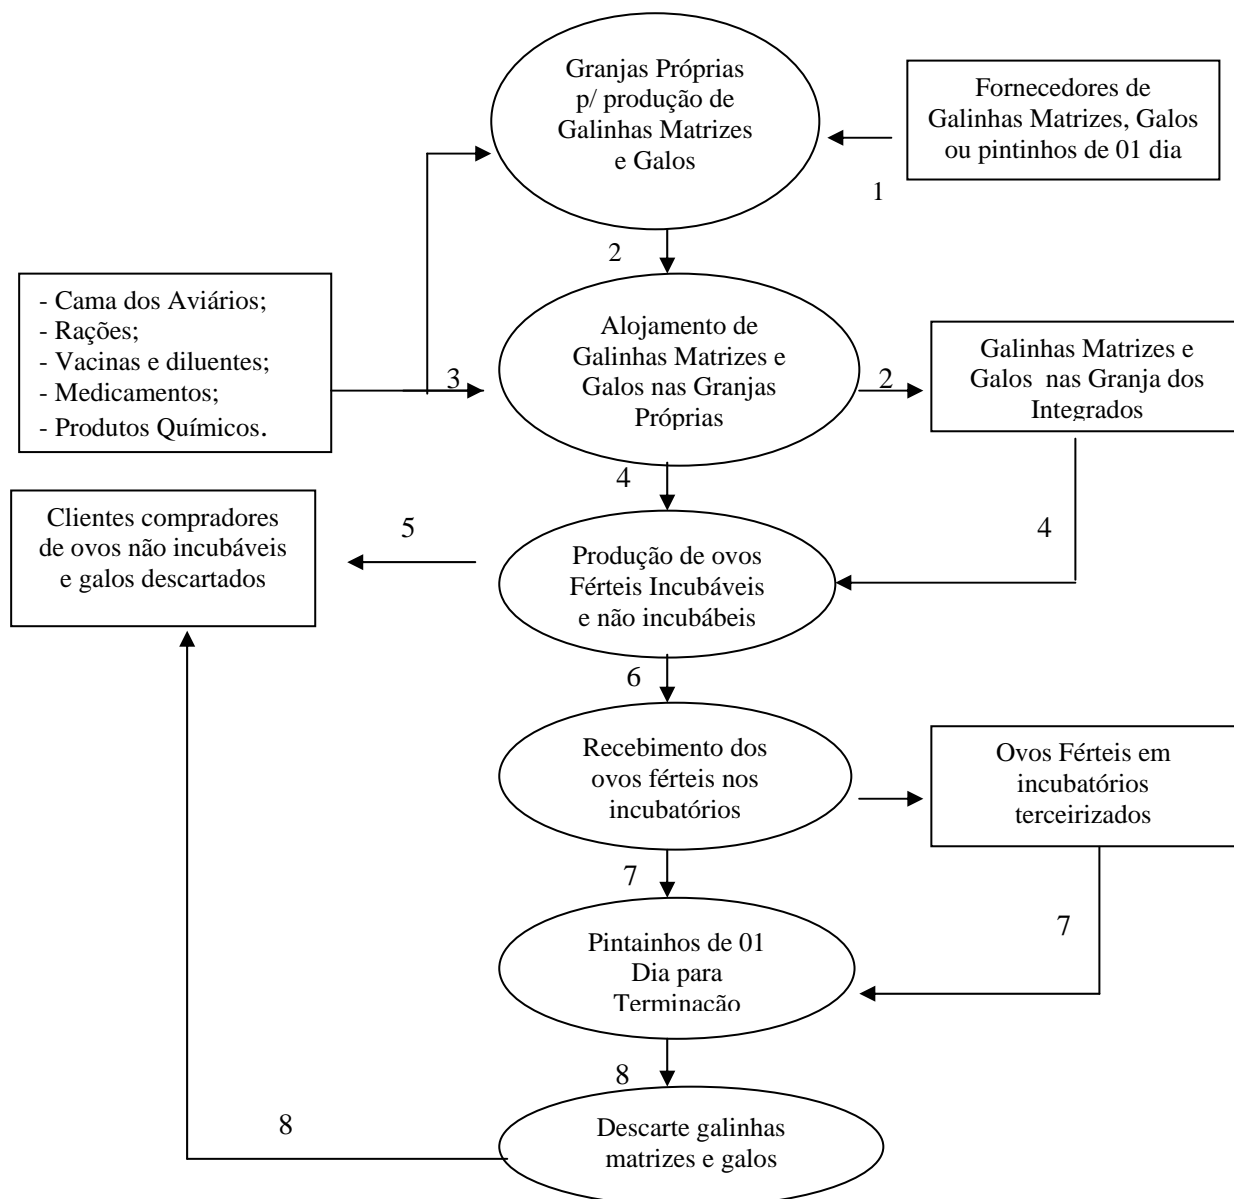 Granjas Próprias
p/ produção de
Galinhas Matrizes
e Galos
Fornecedores de
Galinhas Matrizes, Galos
ou pintinhos de 01 dia
1
2
- Cama dos Aviários;
- Rações;
- Vacinas e diluentes;
- Medicamentos;
- Produtos Químicos.
3
Alojamento de
Galinhas Matrizes e
Galos nas Granjas
Próprias
2
Galinhas Matrizes e
Galos nas Granja dos
Integrados
4
4
Clientes compradores
de ovos não incubáveis
e galos descartados
5
Produção de ovos
Férteis Incubáveis
e não incubábeis
6
Recebimento dos
ovos férteis nos
incubatórios
Ovos Férteis em
incubatórios
terceirizados
7
7
Pintainhos de 01
Dia para
Terminacão
8
8
Descarte galinhas
matrizes e galos